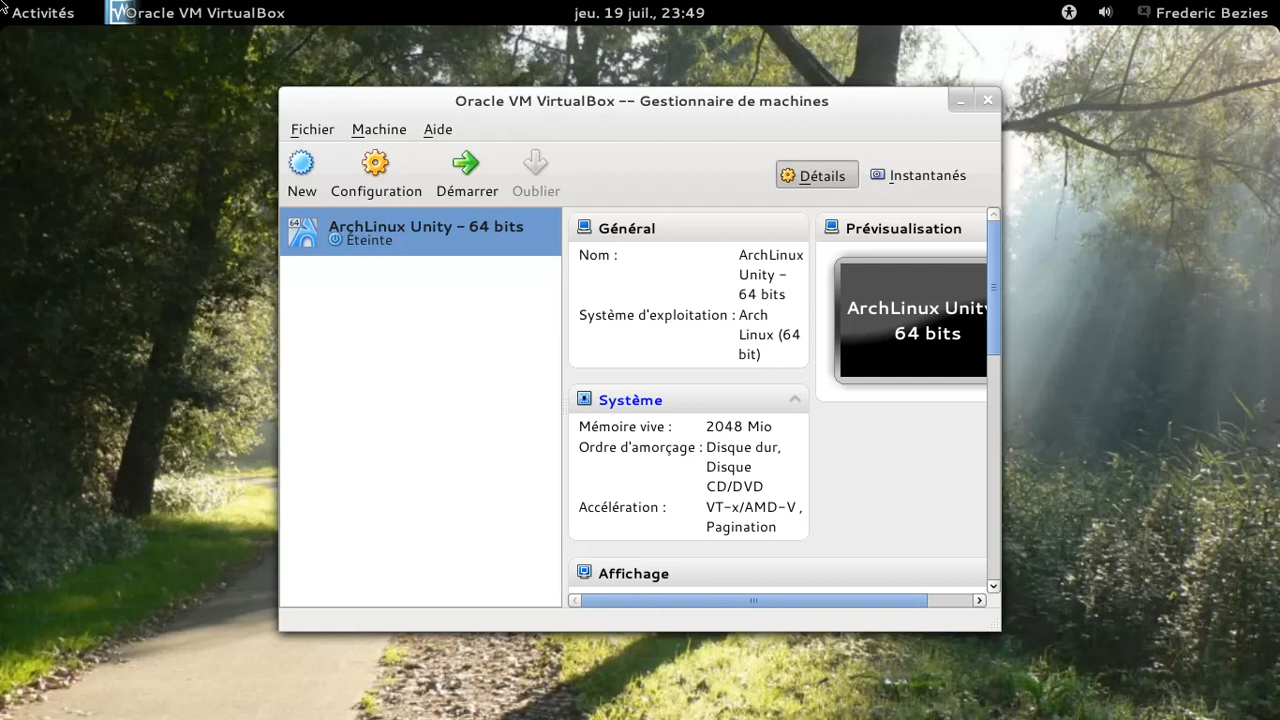 Activités
Oracle VM VirtualBox
jeu. 19 juil., 23:49
Frederic Bezies
Oracle VM VirtualBox -- Gestionnaire de machines
Fichier Machine Aide
New Configuration Démarrer Oublier
Détails Instantanés
64
ArchLinux Unity - 64 bits
Éteinte
Général
Nom : ArchLinux
Unity -
64 bits
Système d'exploitation : Arch
Linux (64
bit)
Système
Mémoire vive : 2048 Mio
Ordre d'amorçage : Disque dur,
Disque
CD/DVD
Accélération : VT-x/AMD-V ,
Pagination
Affichage
Prévisualisation
ArchLinux Unity
64 bits